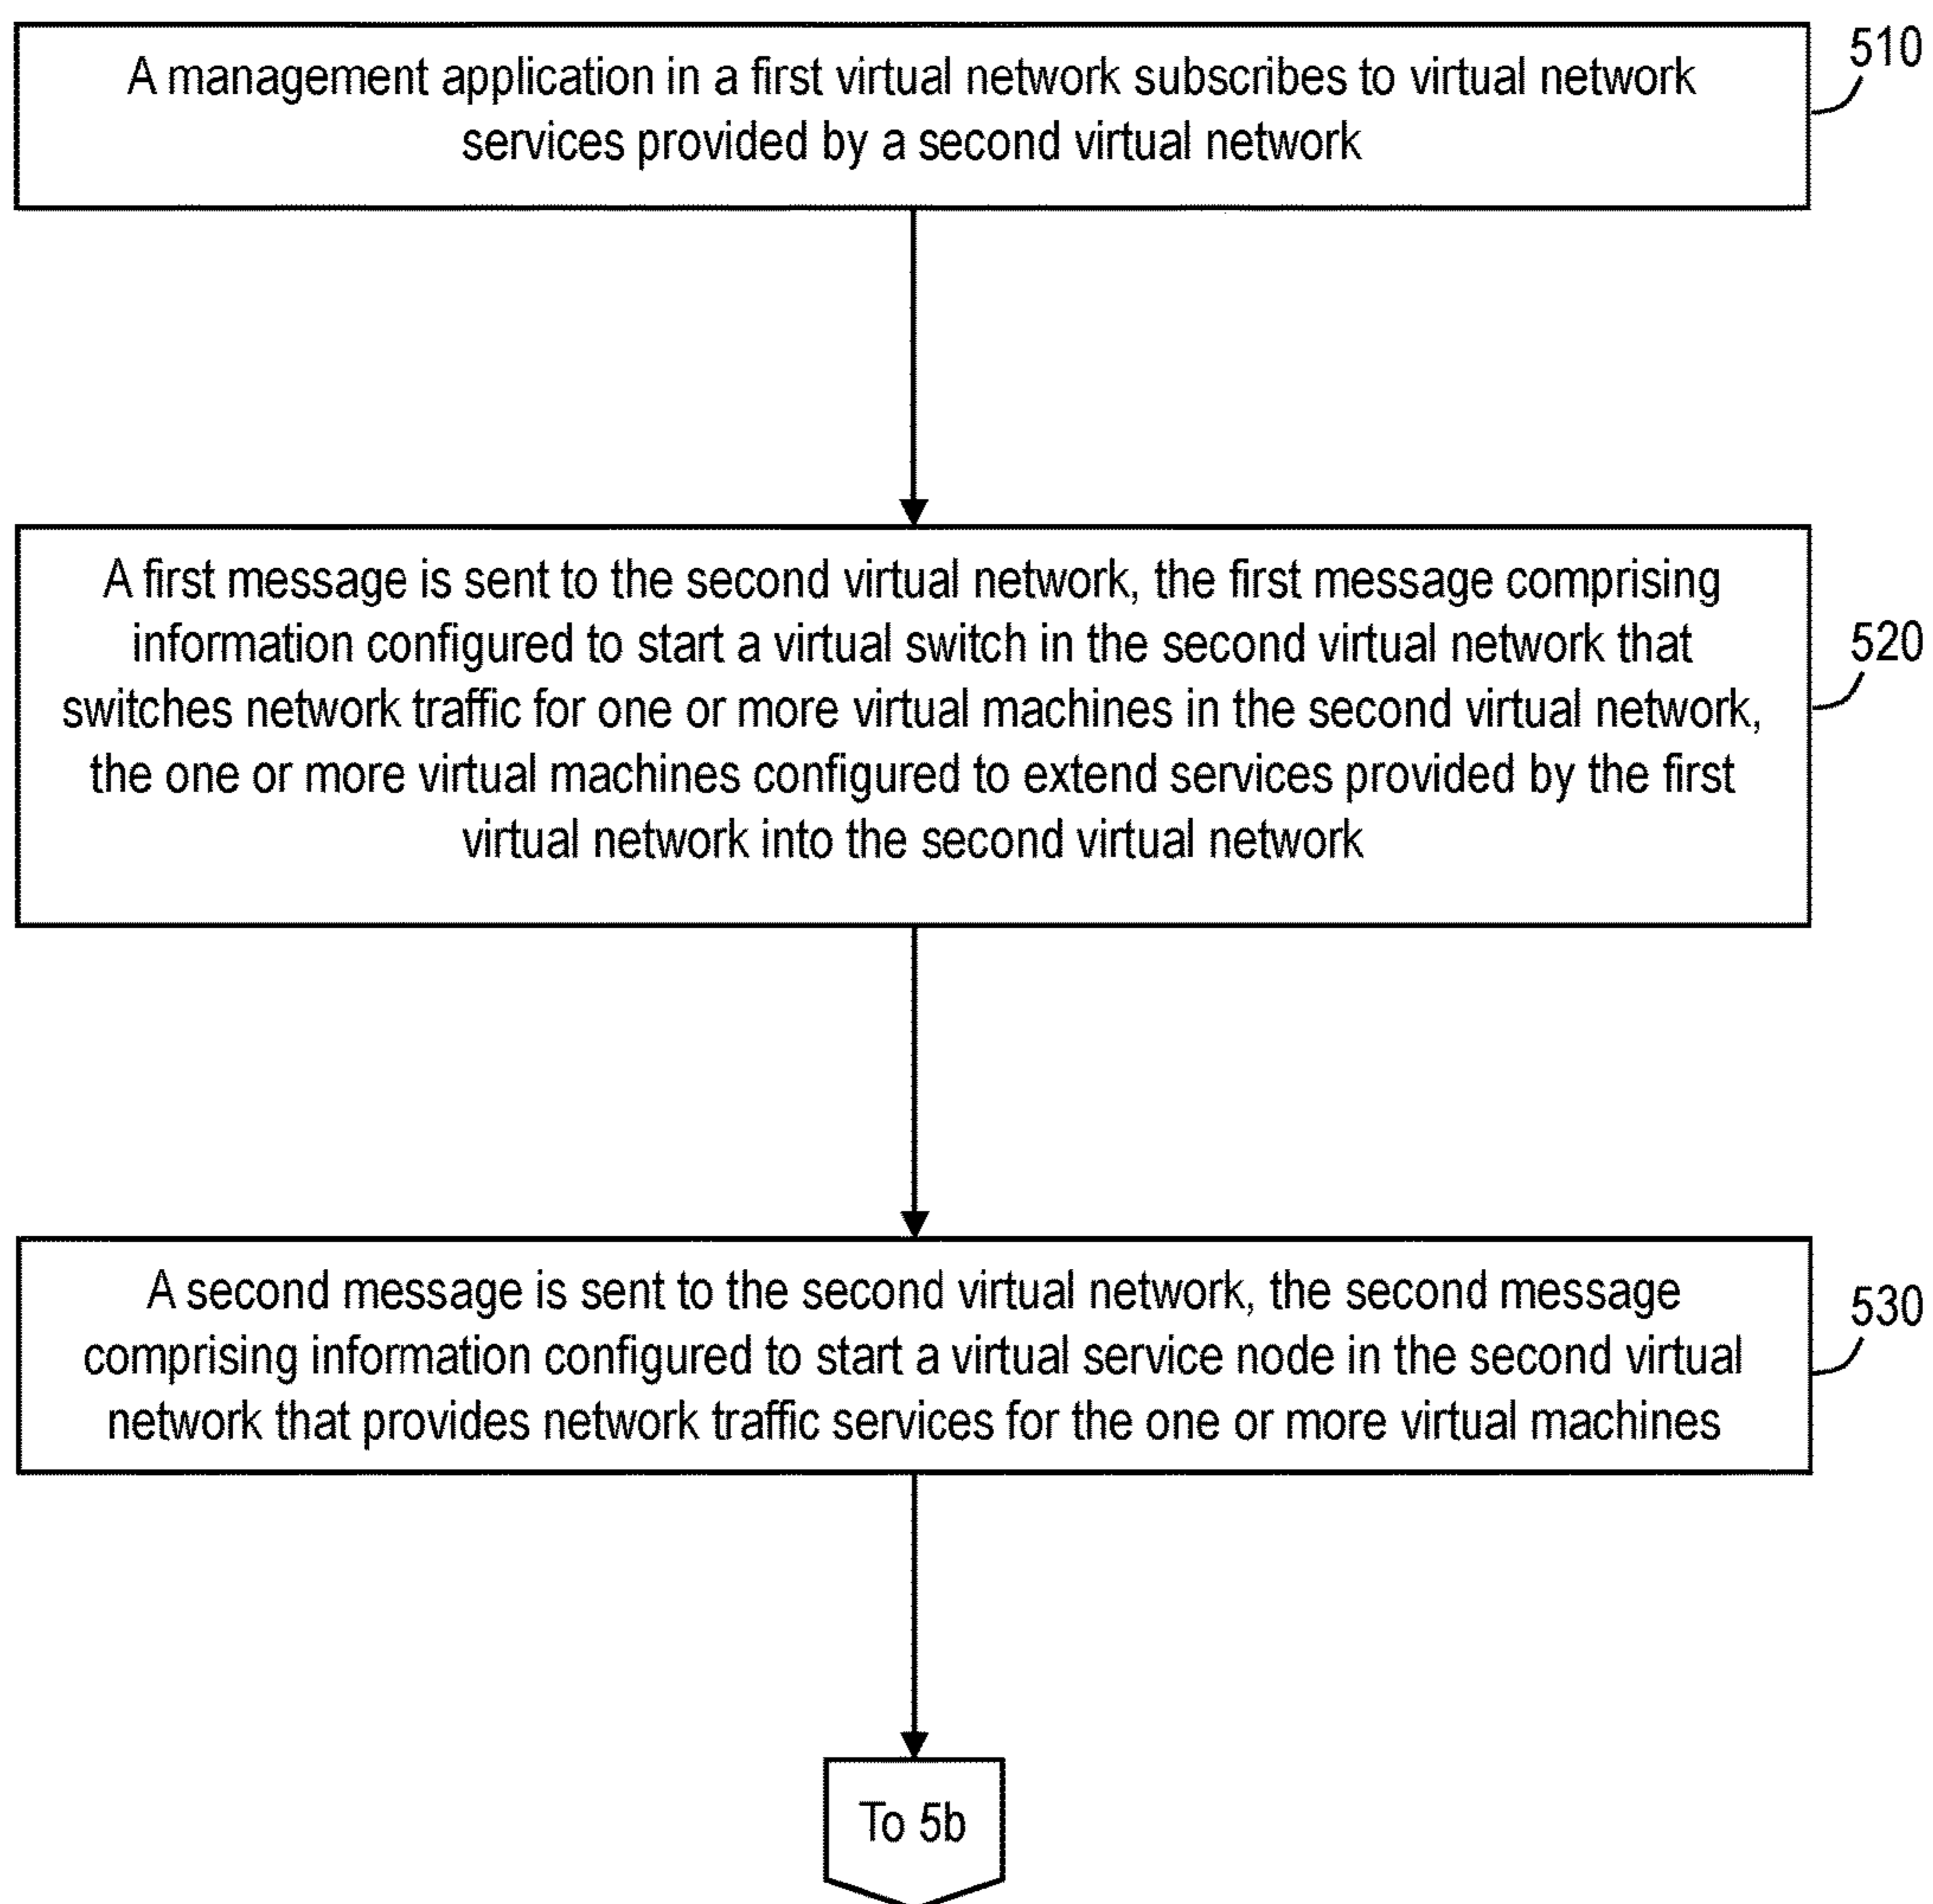 510
A management application in a first virtual network subscribes to virtual network
services provided by a second virtual network
A first message is sent to the second virtual network, the first message comprising
information configured to start a virtual switch in the second virtual network that
520
switches network traffic for one or more virtual machines in the second virtual network,
the one or more virtual machines configured to extend services provided by the first
virtual network into the second virtual network
A second message is sent to the second virtual network, the second message
530
comprising information configured to start a virtual service node in the second virtual
network that provides network traffic services for the one or more virtual machines
To 5b